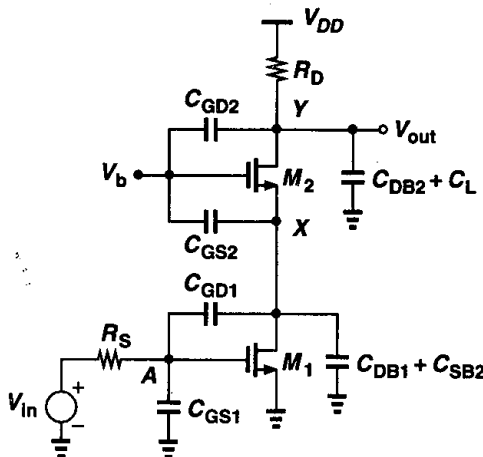 V_DD
R_D
C_GD2
Y
V_out
V_b
M_2
C_DB2 + C_L
C_GS2
X
C_GD1
R_S
A
M_1
C_DB1 + C_SB2
V_in
+
−
C_GS1